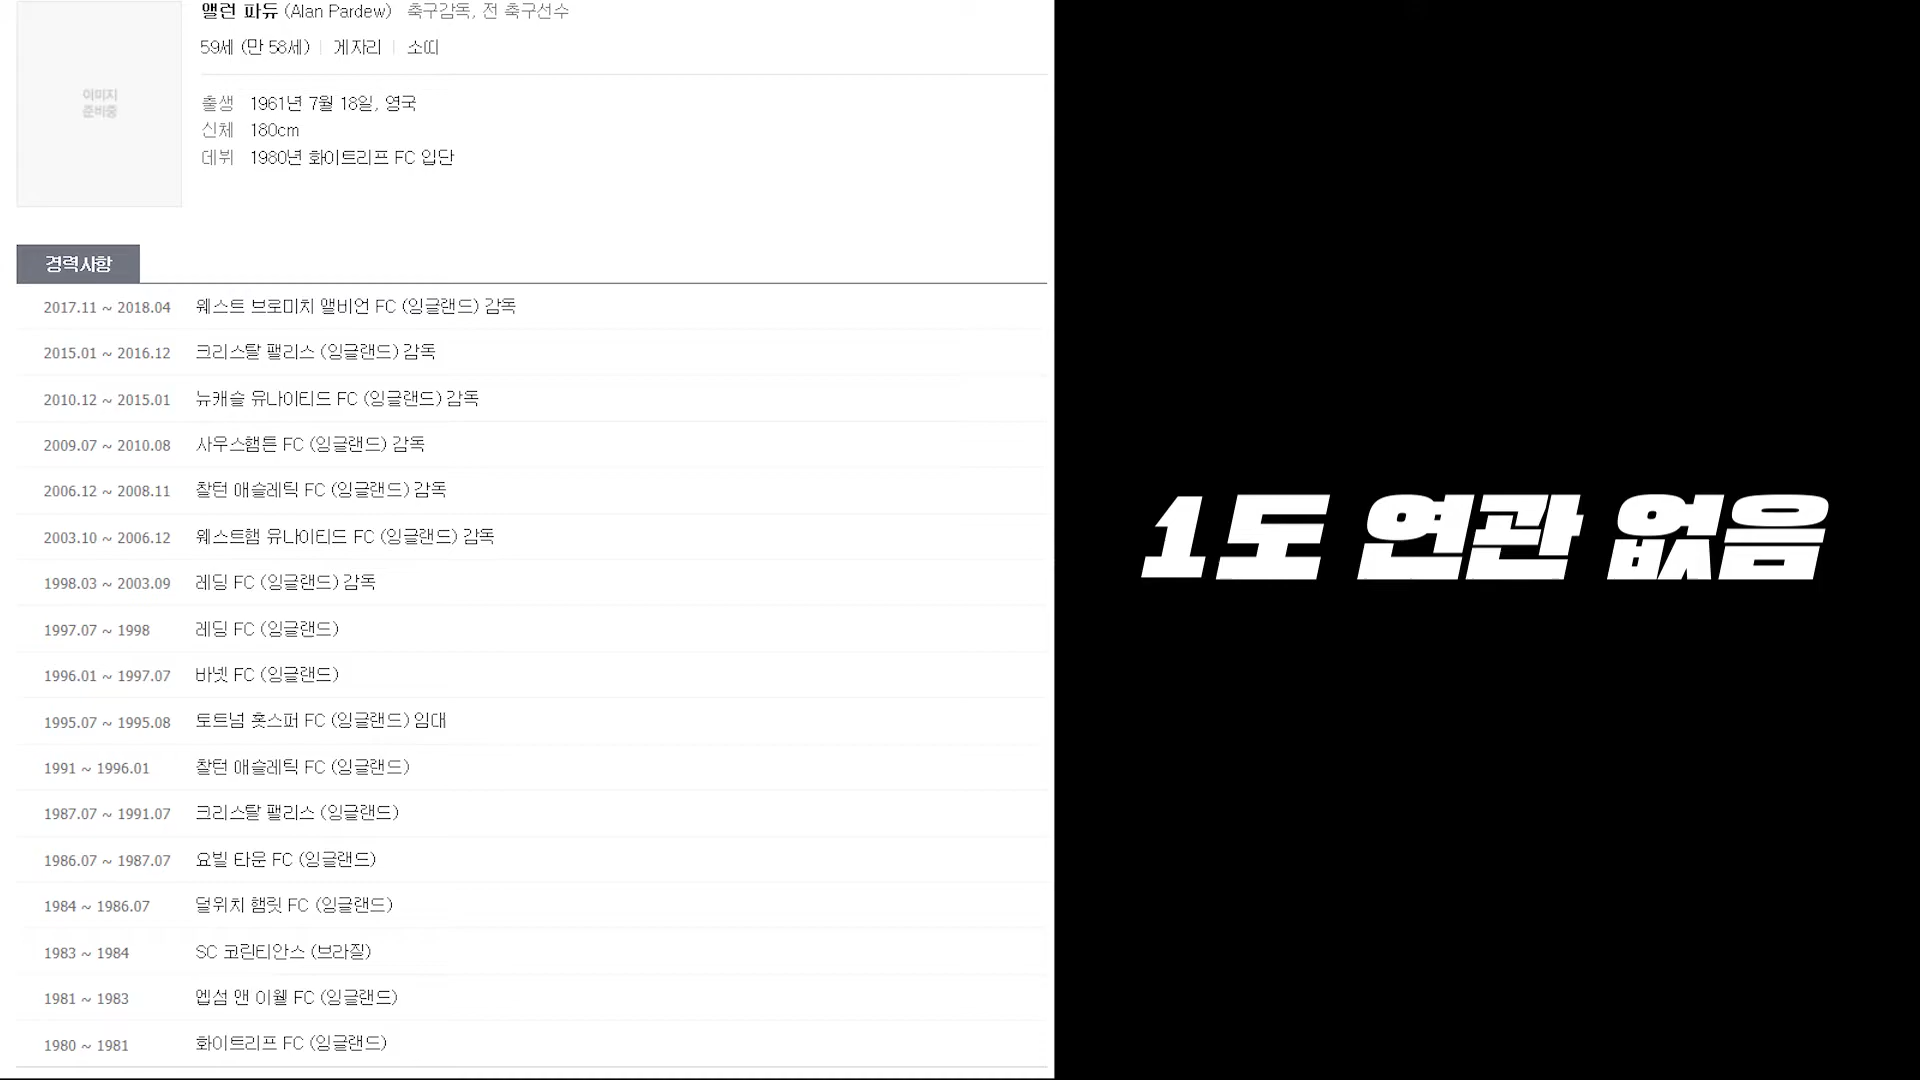 앨런 파듀 (Alan Pardew) 축구감독, 전 축구선수
59세 (만 58세) | 게자리 | 소띠
이미지
준비중
출생 1961년 7월 18일, 영국
신체 180cm
데뷔 1980년 화이트리프 FC 입단
경력사항
2017.11 ~ 2018.04 웨스트 브로미치 앨비언 FC (잉글랜드) 감독
2015.01 ~ 2016.12 크리스탈 팰리스 (잉글랜드) 감독
2010.12 ~ 2015.01 뉴캐슬 유나이티드 FC (잉글랜드) 감독
2009.07 ~ 2010.08 사우스햄튼 FC (잉글랜드) 감독
2006.12 ~ 2008.11 찰턴 애슬레틱 FC (잉글랜드) 감독
2003.10 ~ 2006.12 웨스트햄 유나이티드 FC (잉글랜드) 감독
1998.03 ~ 2003.09 레딩 FC (잉글랜드) 감독
1997.07 ~ 1998 레딩 FC (잉글랜드)
1996.01 ~ 1997.07 바넷 FC (잉글랜드)
1995.07 ~ 1995.08 토트넘 홋스퍼 FC (잉글랜드) 임대
1991 ~ 1996.01 찰턴 애슬레틱 FC (잉글랜드)
1987.07 ~ 1991.07 크리스탈 팰리스 (잉글랜드)
1986.07 ~ 1987.07 요빌 타운 FC (잉글랜드)
1984 ~ 1986.07 덜위치 햄릿 FC (잉글랜드)
1983 ~ 1984 SC 코린티안스 (브라질)
1981 ~ 1983 엡섬 앤 이웰 FC (잉글랜드)
1980 ~ 1981 화이트리프 FC (잉글랜드)
1도 연관 없음